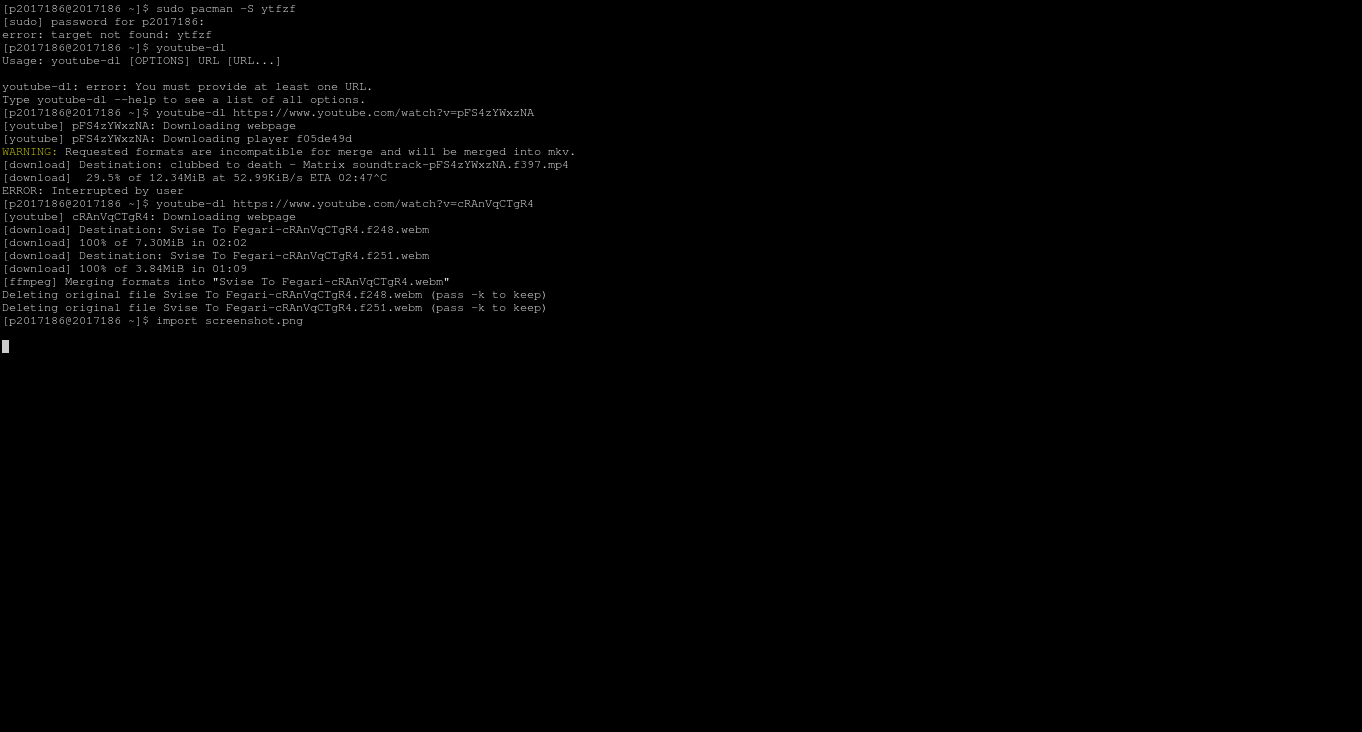 [p2017186@2017186 ~]$ sudo pacman -S ytfzf
[sudo] password for p2017186:
error: target not found: ytfzf
[p2017186@2017186 ~]$ youtube-dl
Usage: youtube-dl [OPTIONS] URL [URL...]

youtube-dl: error: You must provide at least one URL.
Type youtube-dl --help to see a list of all options.
[p2017186@2017186 ~]$ youtube-dl https://www.youtube.com/watch?v=pFS4zYWxzNA
[youtube] pFS4zYWxzNA: Downloading webpage
[youtube] pFS4zYWxzNA: Downloading player f05de49d
WARNING: Requested formats are incompatible for merge and will be merged into mkv.
[download] Destination: clubbed to death - Matrix soundtrack-pFS4zYWxzNA.f397.mp4
[download]  29.5% of 12.34MiB at 52.99KiB/s ETA 02:47^C
ERROR: Interrupted by user
[p2017186@2017186 ~]$ youtube-dl https://www.youtube.com/watch?v=cRAnVqCTgR4
[youtube] cRAnVqCTgR4: Downloading webpage
[download] Destination: Svise To Fegari-cRAnVqCTgR4.f248.webm
[download] 100% of 7.30MiB in 02:02
[download] Destination: Svise To Fegari-cRAnVqCTgR4.f251.webm
[download] 100% of 3.84MiB in 01:09
[ffmpeg] Merging formats into "Svise To Fegari-cRAnVqCTgR4.webm"
Deleting original file Svise To Fegari-cRAnVqCTgR4.f248.webm (pass -k to keep)
Deleting original file Svise To Fegari-cRAnVqCTgR4.f251.webm (pass -k to keep)
[p2017186@2017186 ~]$ import screenshot.png